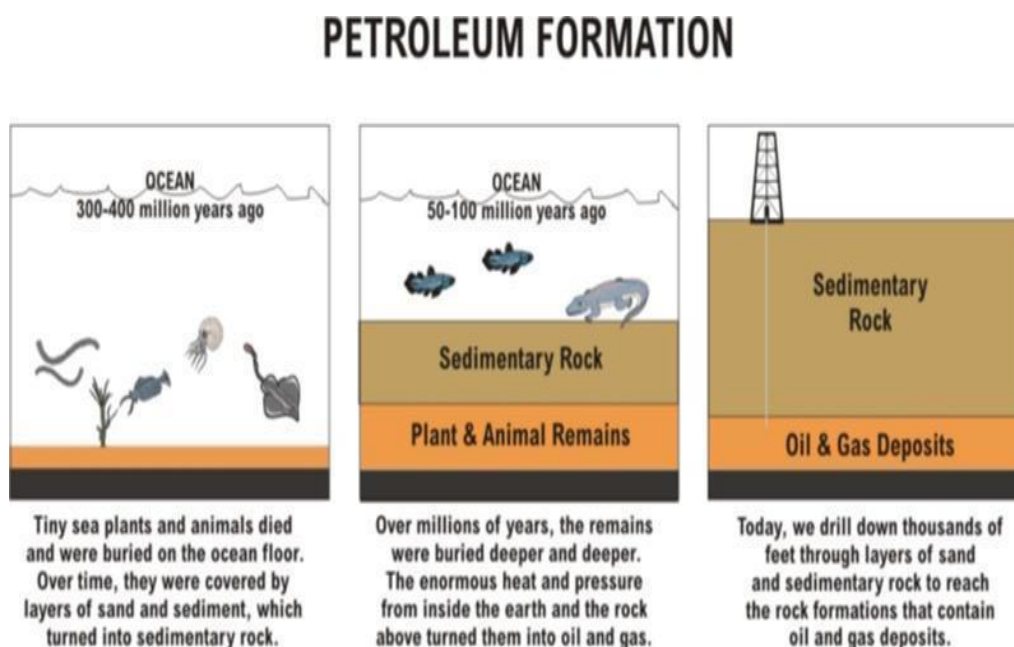 PETROLEUM FORMATION
OCEAN
300-400 million years ago
Tiny sea plants and animals died
and were buried on the ocean floor.
Over time, they were covered by
layers of sand and sediment, which
turned into sedimentary rock.
OCEAN
50-100 million years ago
Sedimentary Rock
Plant & Animal Remains
Over millions of years, the remains
were buried deeper and deeper.
The enormous heat and pressure
from inside the earth and the rock
above turned them into oil and gas.
Sedimentary
Rock
Oil & Gas Deposits
Today, we drill down thousands of
feet through layers of sand
and sedimentary rock to reach
the rock formations that contain
oil and gas deposits.